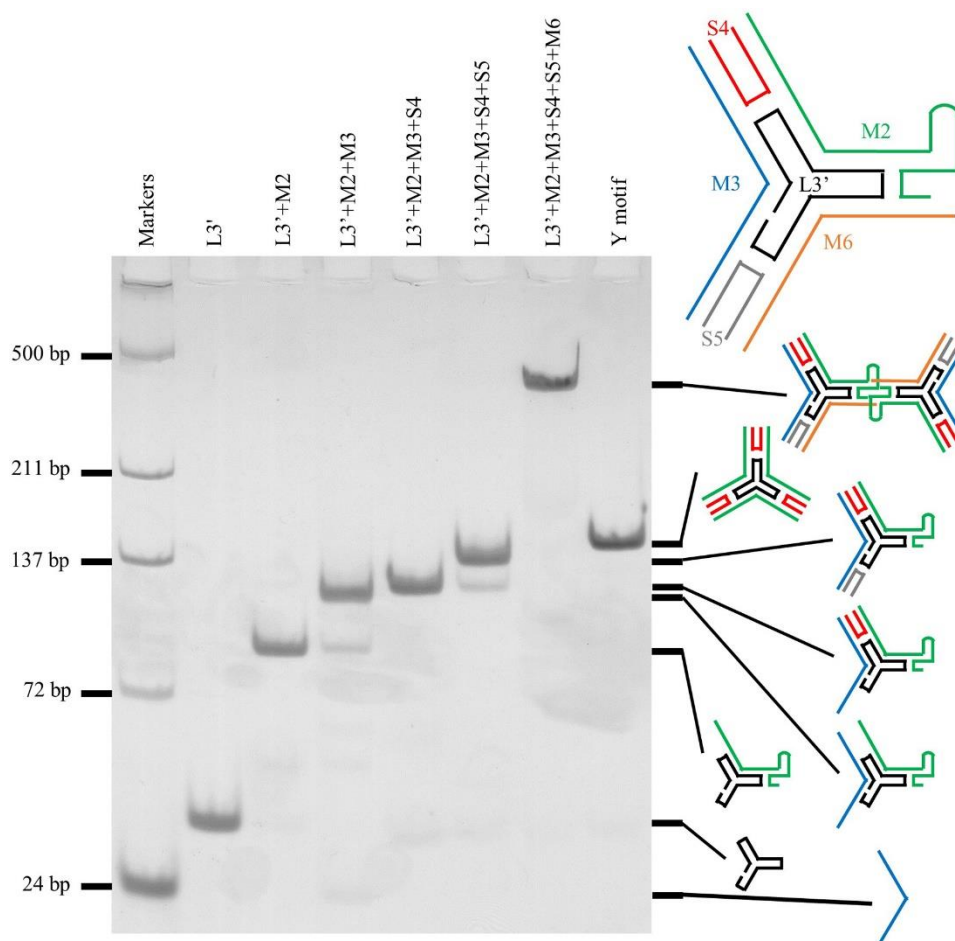 Markers
L3'
L3’+M2
L3’+M2+M3
L3’+M2+M3+S4
L3’+M2+M3+S4+S5
L3’+M2+M3+S4+S5+M6
Y motif
S4
M2
M3
L3’
M6
S5
500 bp
211 bp
137 bp
72 bp
24 bp